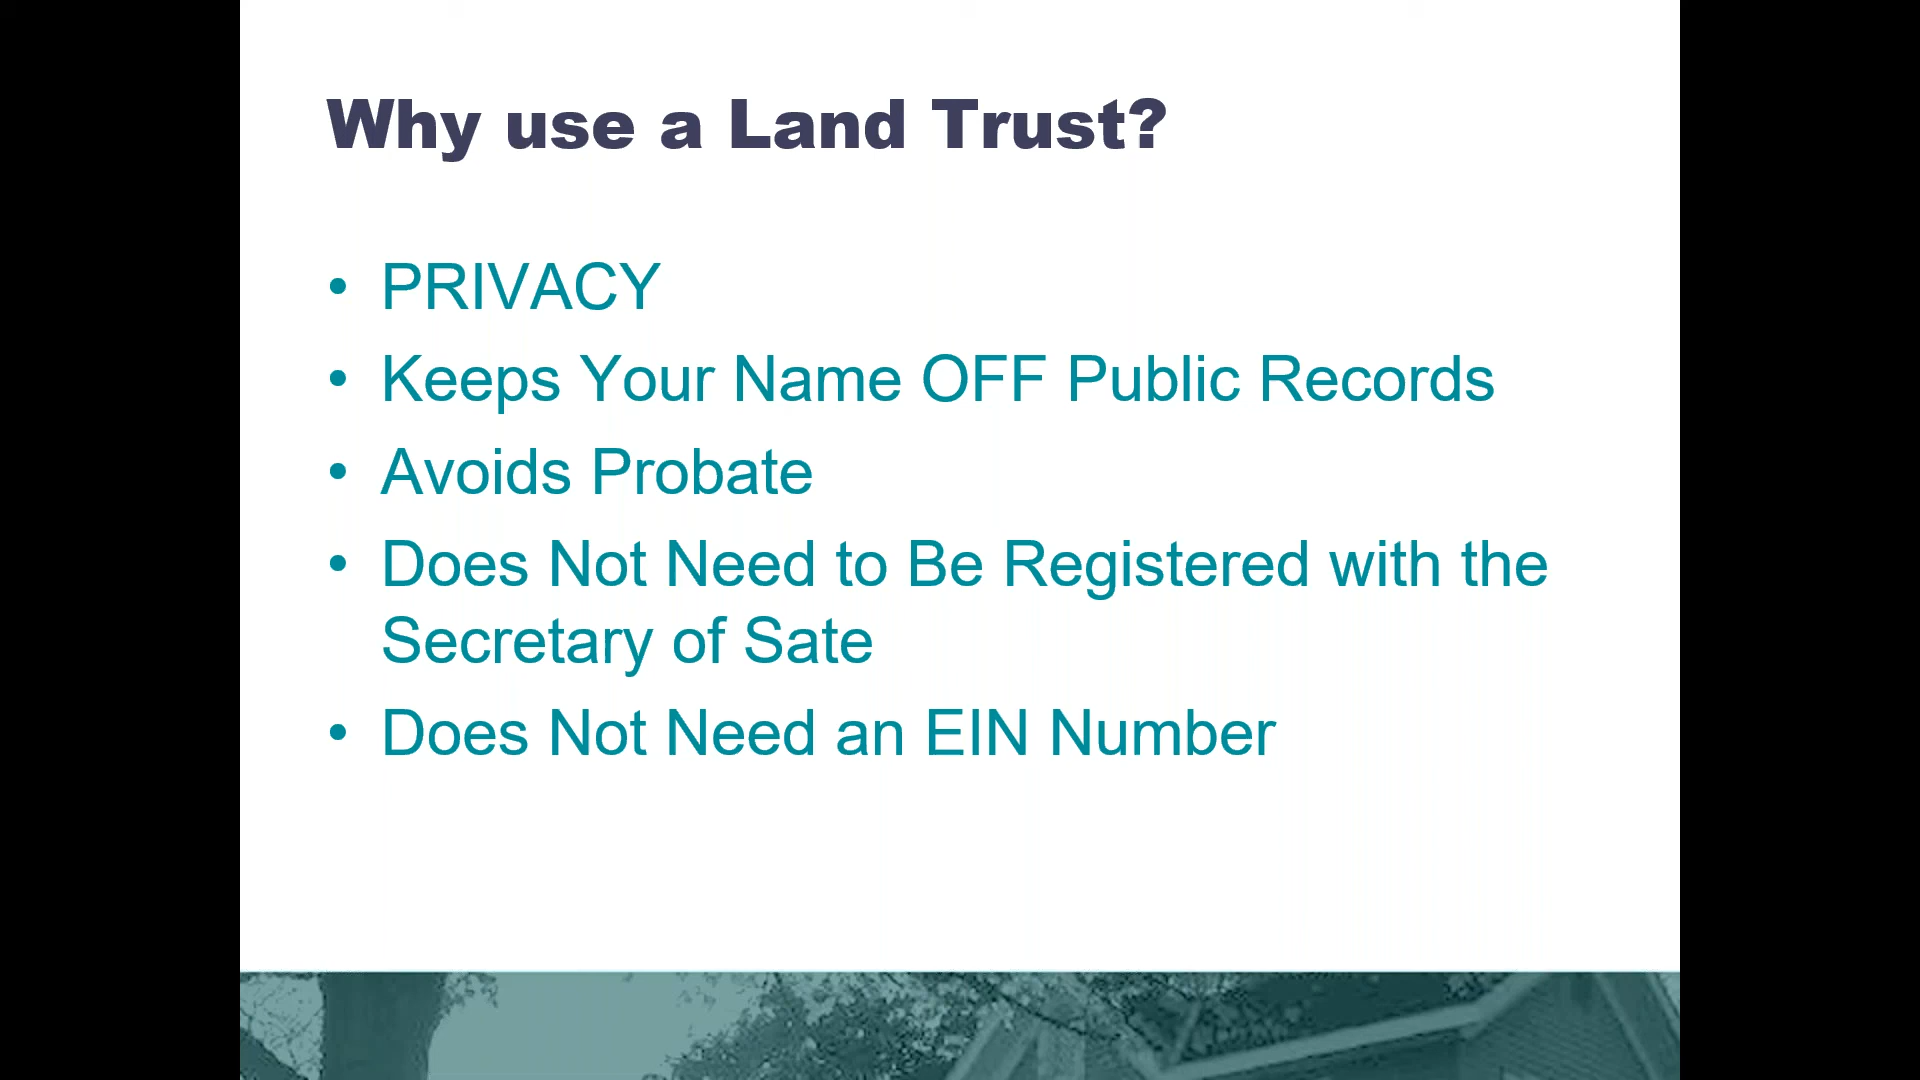 Why use a Land Trust?
• PRIVACY
• Keeps Your Name OFF Public Records
• Avoids Probate
• Does Not Need to Be Registered with the
Secretary of Sate
• Does Not Need an EIN Number